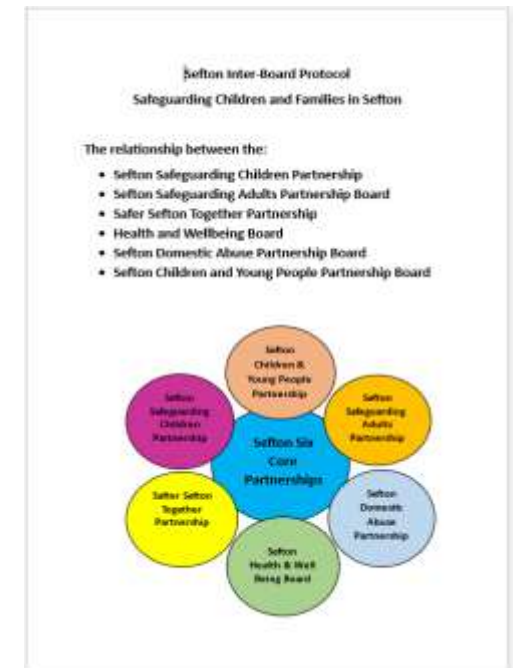 Sefton Inter-Board Protocol
Safeguarding Children and Families in Sefton
The relationship between the:
• Sefton Safeguarding Children Partnership
• Sefton Safeguarding Adults Partnership Board
• Safer Sefton Together Partnership
• Health and Wellbeing Board
• Sefton Domestic Abuse Partnership Board
• Sefton Children and Young People Partnership Board
Sefton
Children &
Young People
Partnership
Sefton
Safeguarding
Children
Partnership
Sefton
Safeguarding
Adults
Partnership
Sefton Six
Core
Partnerships
Safer Sefton
Together
Partnership
Sefton
Domestic
Abuse
Partnership
Sefton
Health & Well
Being Board